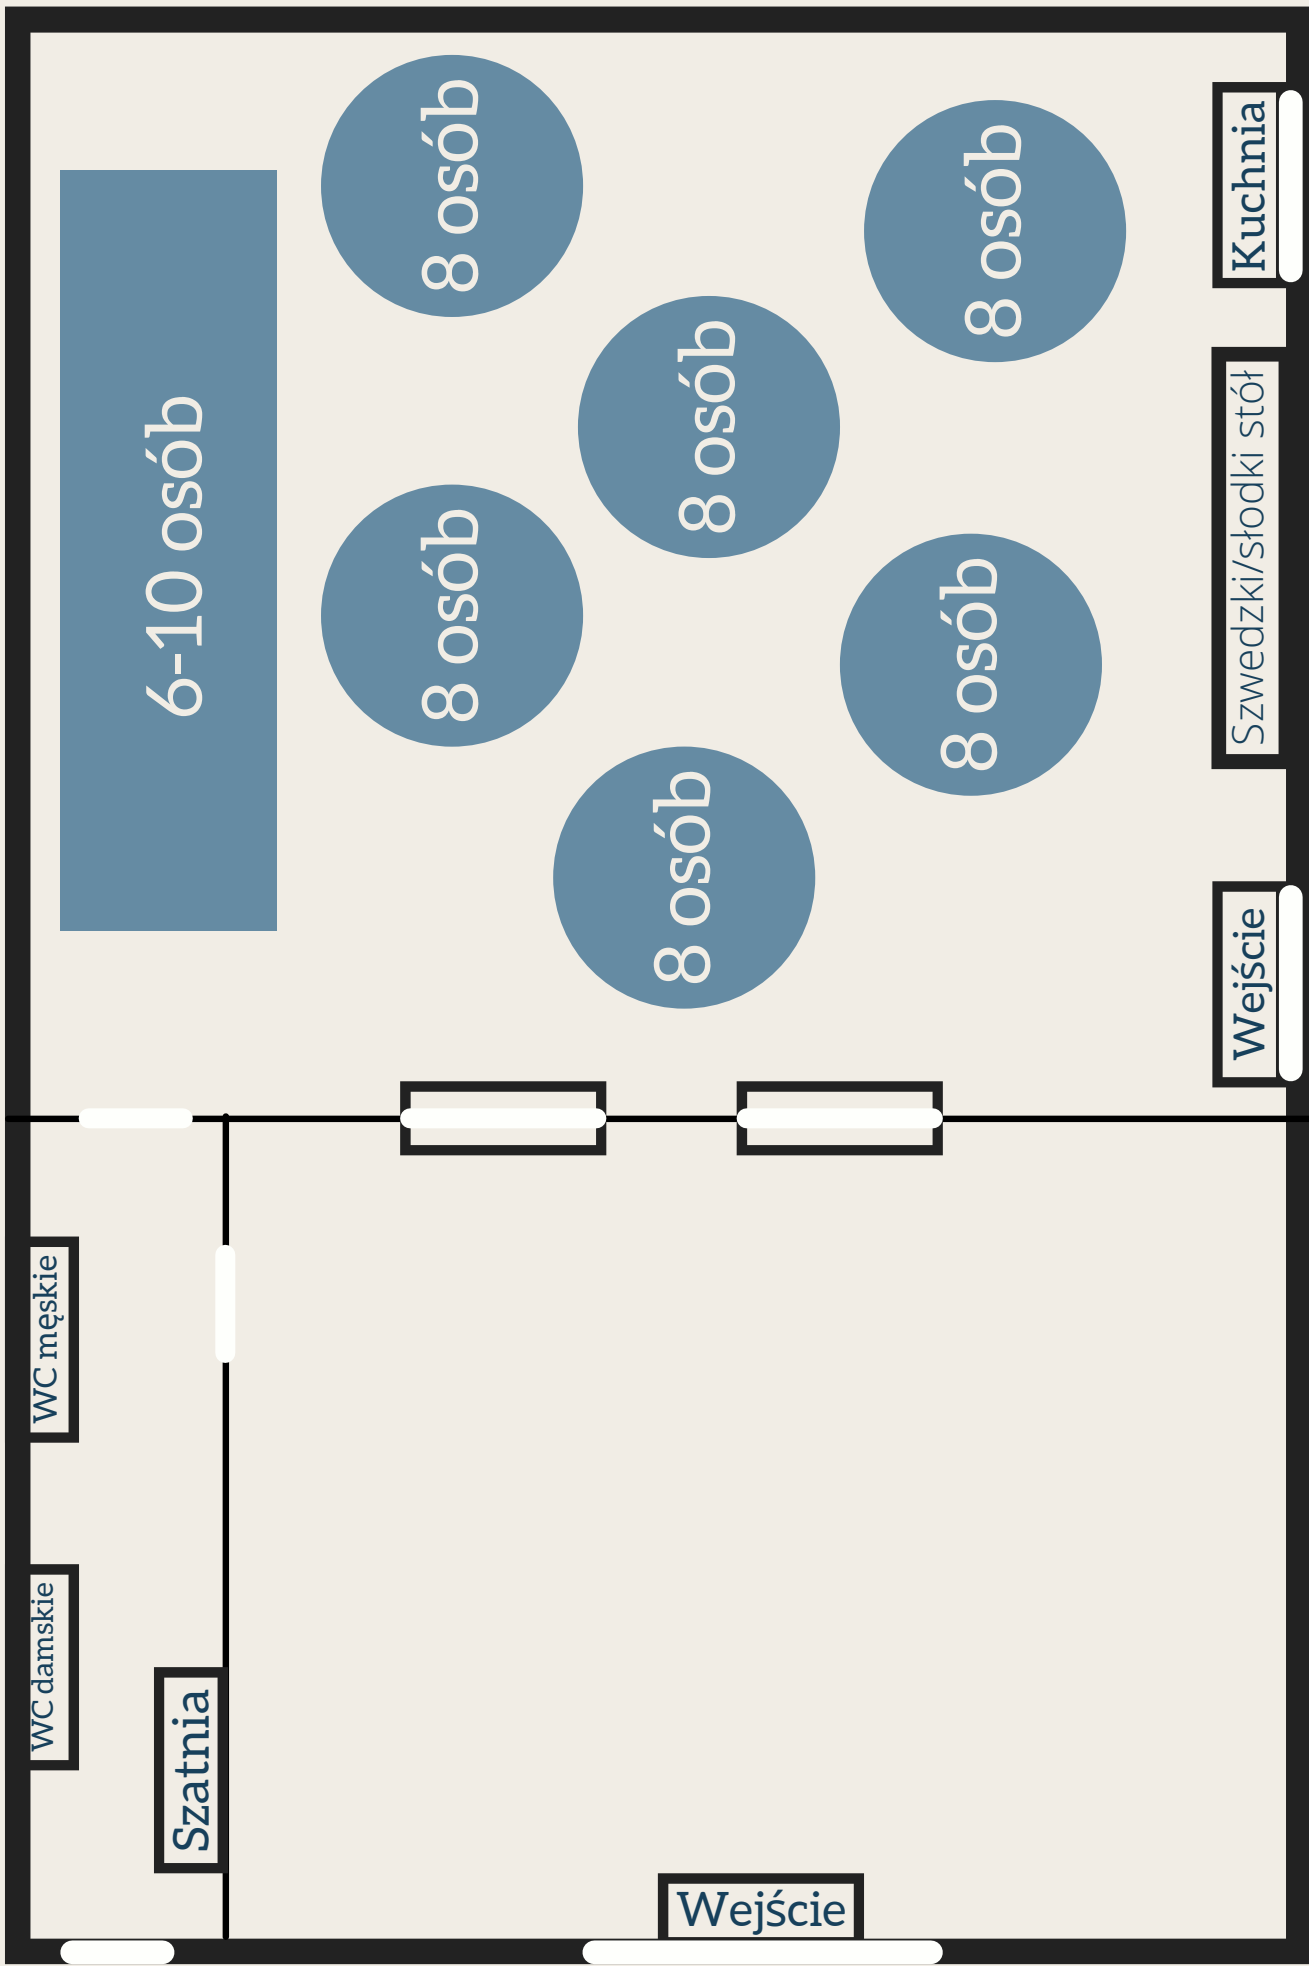 8 osób
8 osób
Kuchnia
6-10 osób
8 osób
Szwedzki/słodki stół
8 osób
8 osób
8 osób
Wejście
WC męskie
WC damskie
Szatnia
Wejście